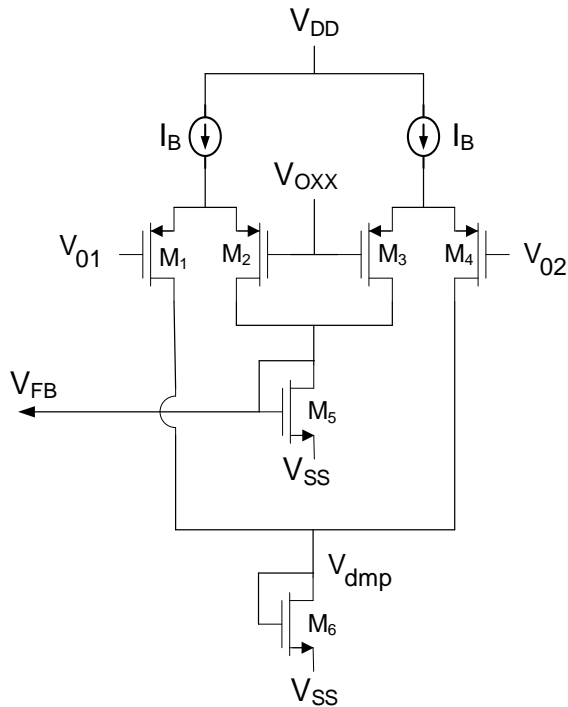 V_DD
I_B
I_B
V_OXX
V_01
M_1
M_2
M_3
M_4
V_02
V_FB
M_5
V_SS
V_dmp
M_6
V_SS